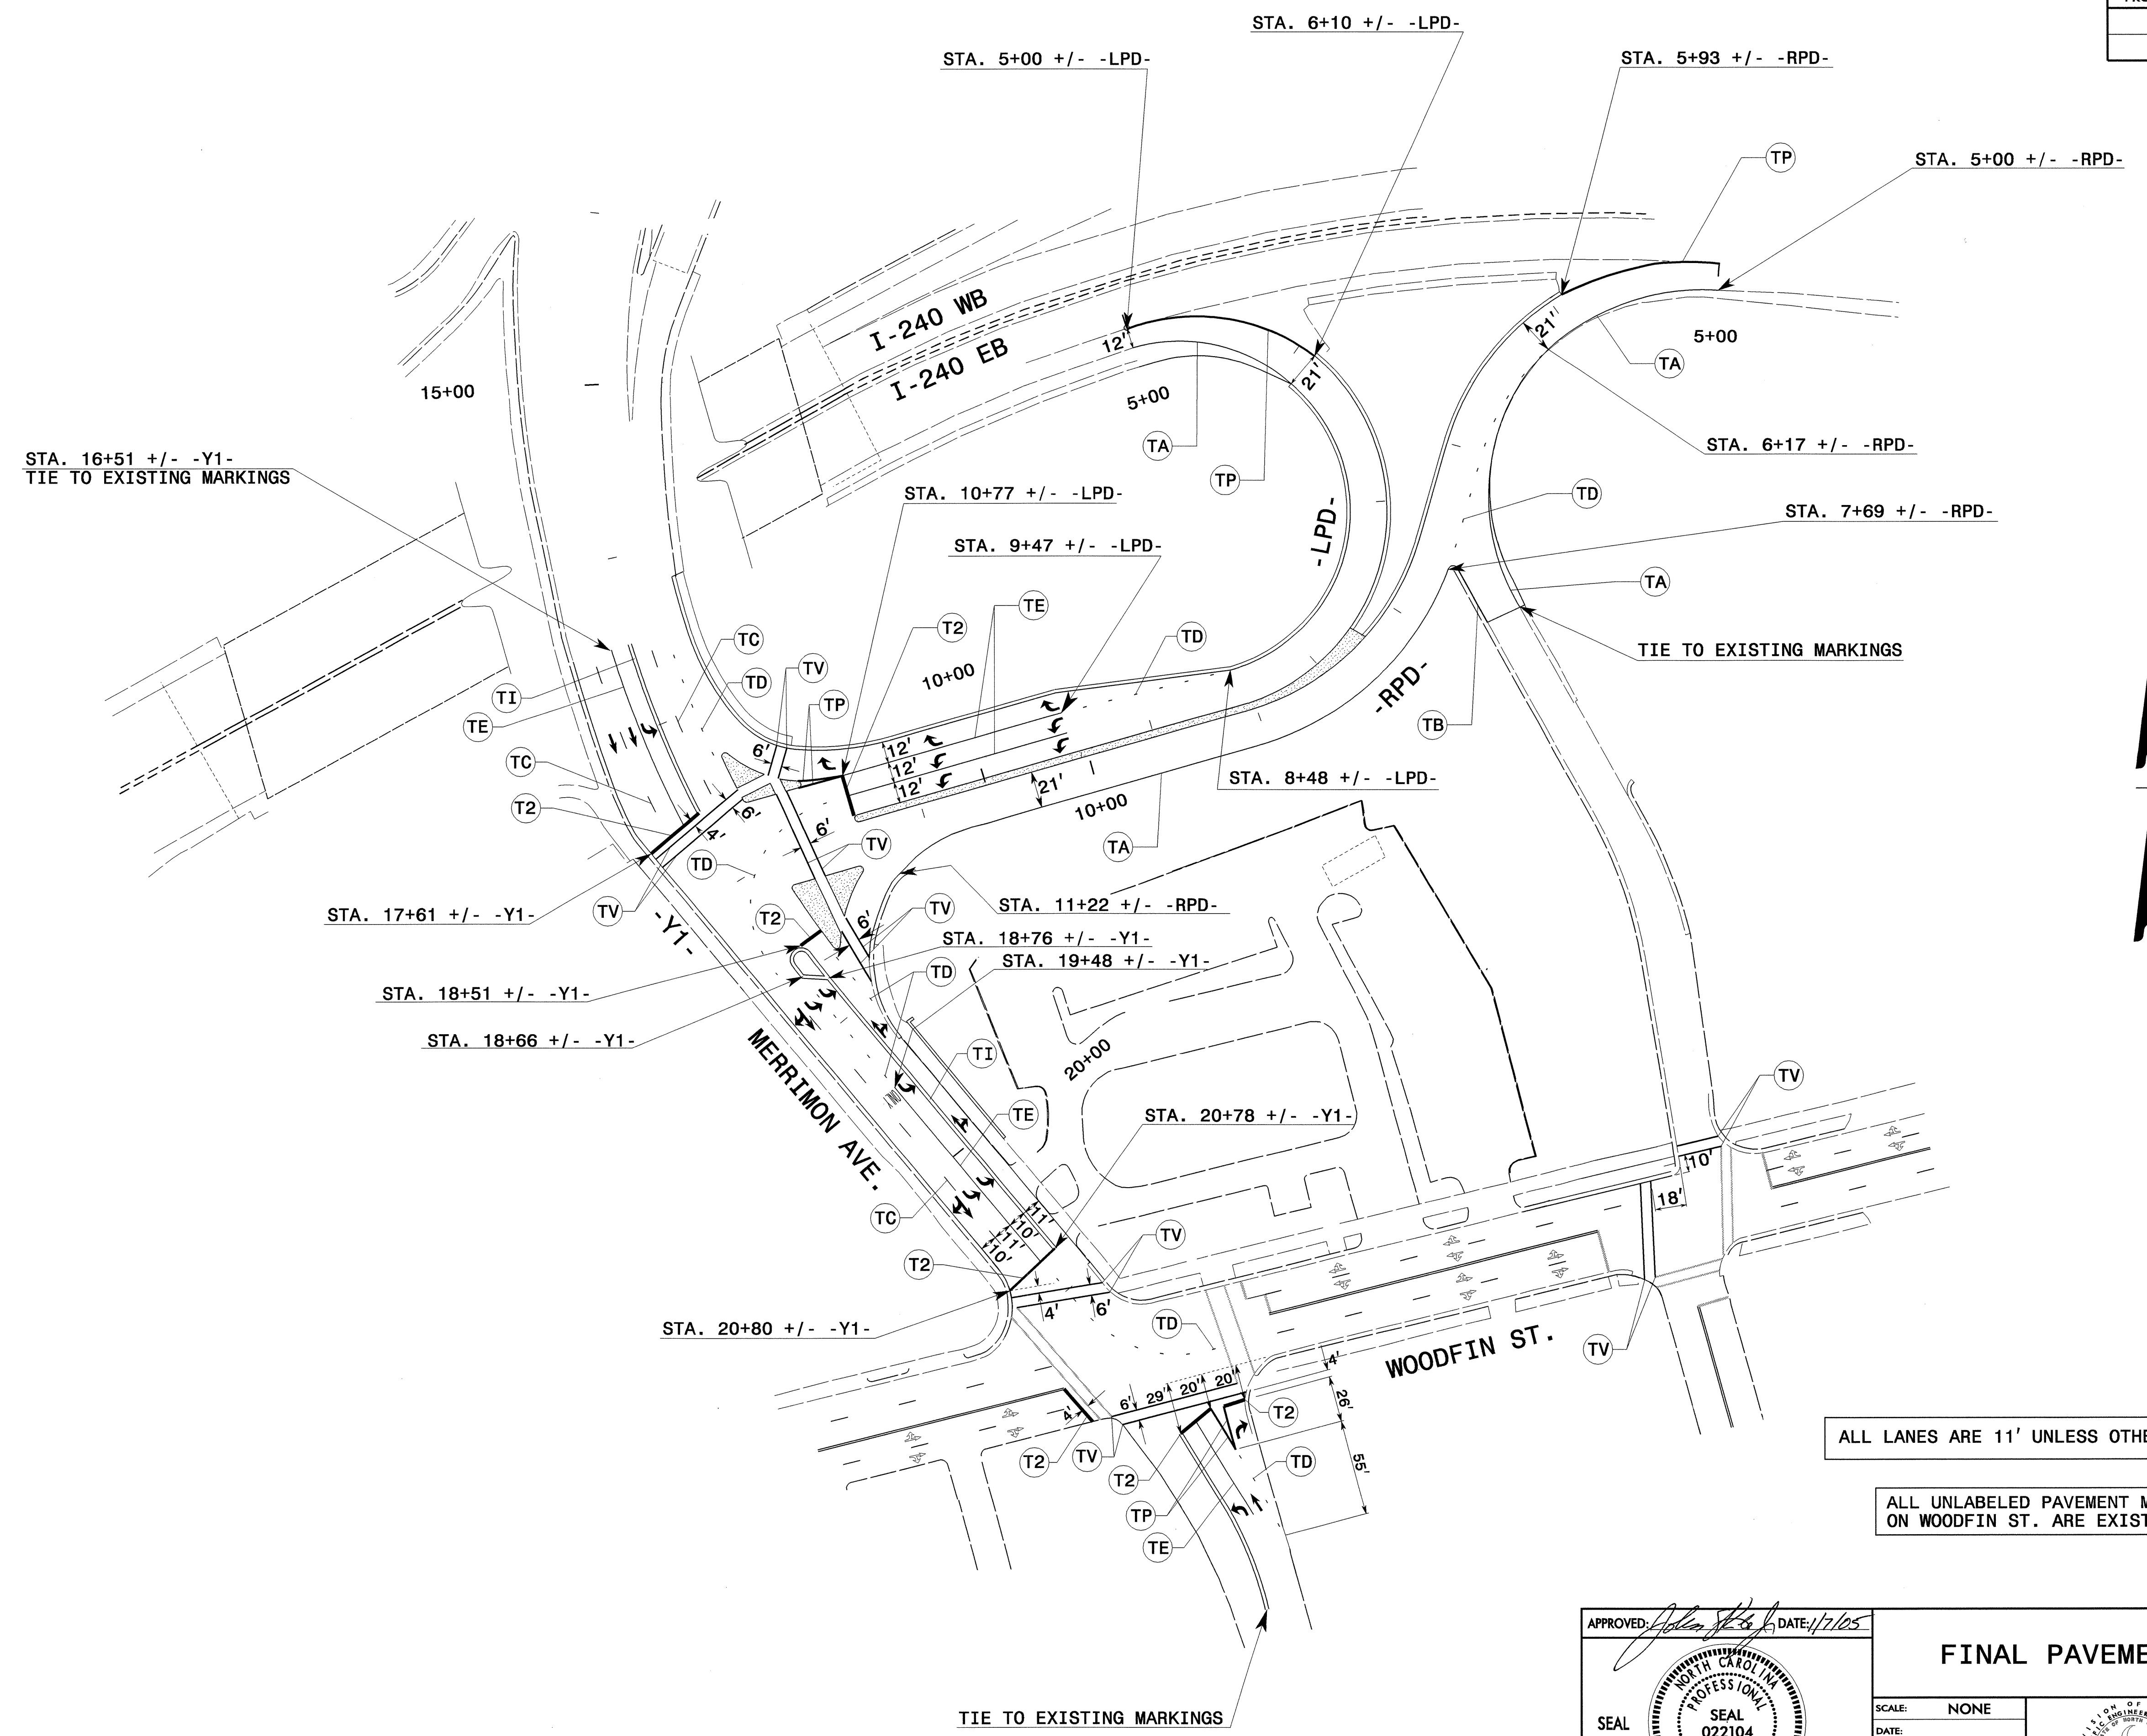 STA. 6+10 +/- -LPD-
STA. 5+00 +/- -LPD-
STA. 5+93 +/- -RPD-
TP
STA. 5+00 +/- -RPD-
I-240 WB
I-240 EB
12'
21'
21'
5+00
TA
15+00
5+00
TA
TP
STA. 6+17 +/- -RPD-
STA. 16+51 +/- -Y1-
TIE TO EXISTING MARKINGS
STA. 10+77 +/- -LPD-
TD
STA. 7+69 +/- -RPD-
-LPD-
STA. 9+47 +/- -LPD-
TA
TE
T2
TD
TC
TIE TO EXISTING MARKINGS
TV
10+00
TD
TI
TP
-RPD-
TE
TB
6'
12'
12'
12'
TC
21'
STA. 8+48 +/- -LPD-
10+00
T2
6'
4'
6'
TV
TA
TD
STA. 17+61 +/- -Y1-
TV
-Y1-
T2
6'
TV
STA. 11+22 +/- -RPD-
STA. 18+76 +/- -Y1-
STA. 19+48 +/- -Y1-
TD
STA. 18+51 +/- -Y1-
STA. 18+66 +/- -Y1-
MERRIMON AVE.
TI
20+00
ONLY
TV
TE
STA. 20+78 +/- -Y1-
10'
18'
TC
11'
10'
11'
10'
TV
T2
4'
6'
STA. 20+80 +/- -Y1-
TD
WOODFIN ST.
TV
4'
6'
29'
20'
20'
26'
4'
T2
55'
T2
TV
TD
T2
TP
TE
ALL LANES ARE 11' UNLESS OTHE
ALL UNLABELED PAVEMENT M
ON WOODFIN ST. ARE EXIST
TIE TO EXISTING MARKINGS
APPROVED: DATE: 1/7/05
FINAL PAVEME
NORTH CAROLINA
PROFESSIONAL
SEAL
SEAL
022104
SCALE: NONE
DATE: